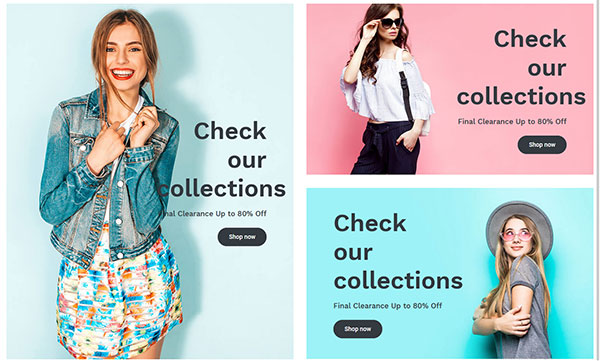 Check
our
collections
Final Clearance Up to 80% Off
Shop now
Check
our
collections
Final Clearance Up to 80% Off
Shop now
Check
our
collections
Final Clearance Up to 80% Off
Shop now